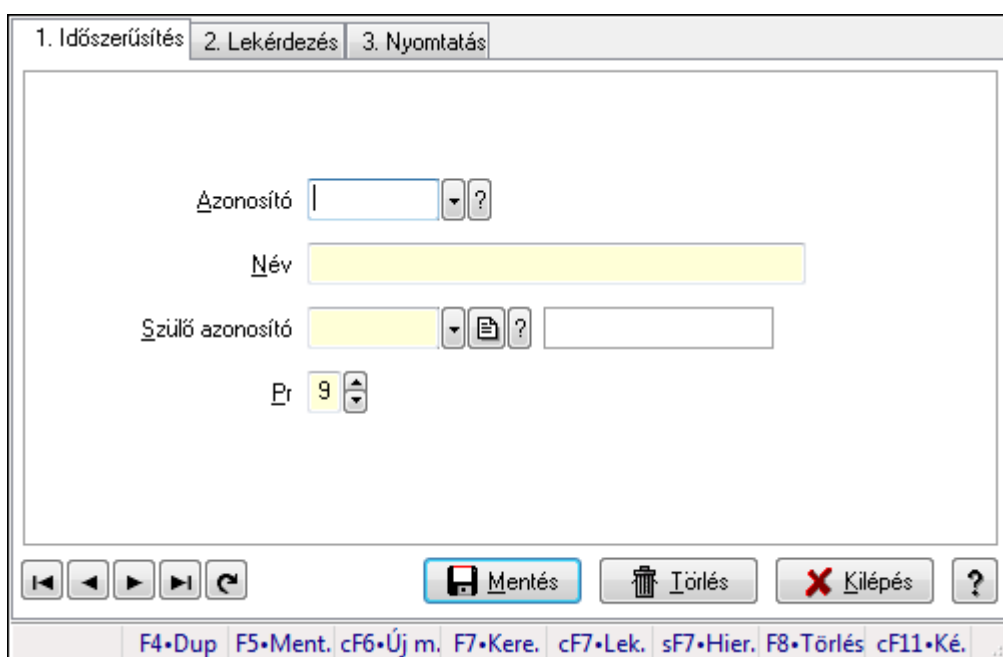 1. Időszerűsítés 2. Lekérdezés 3. Nyomtatás
Azonosító ?
Név
Szülő azonosító ?
Pr 9
Mentés Törlés Kilépés ?
F4•Dup F5•Ment. cF6•Új m. F7•Kere. cF7•Lek. sF7•Hier. F8•Törlés cF11•Ké.